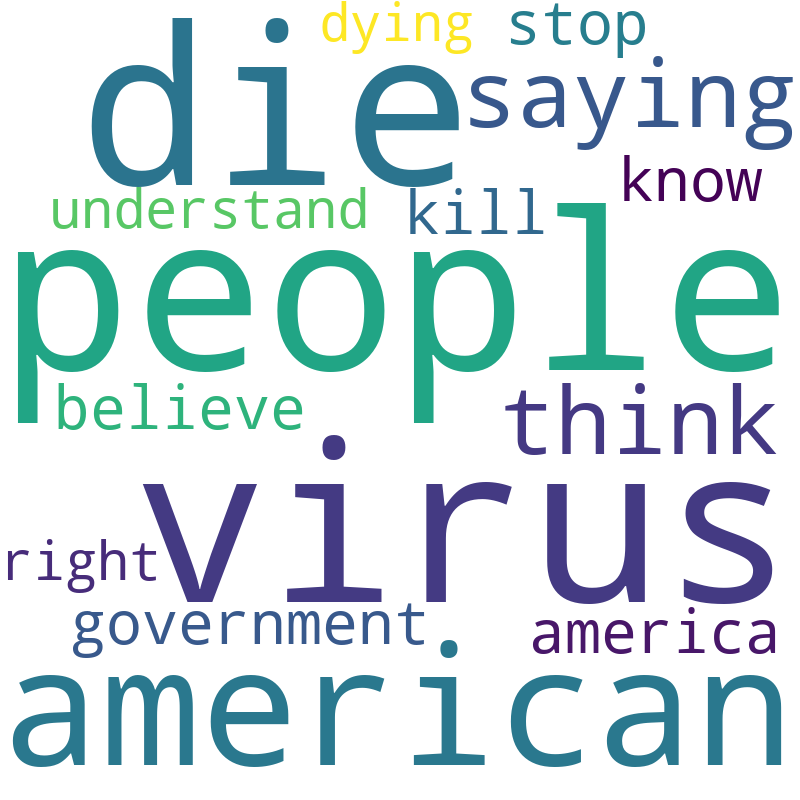 dying stop
die saying
know
understand kill
people
believe think
virus
right
government america
american